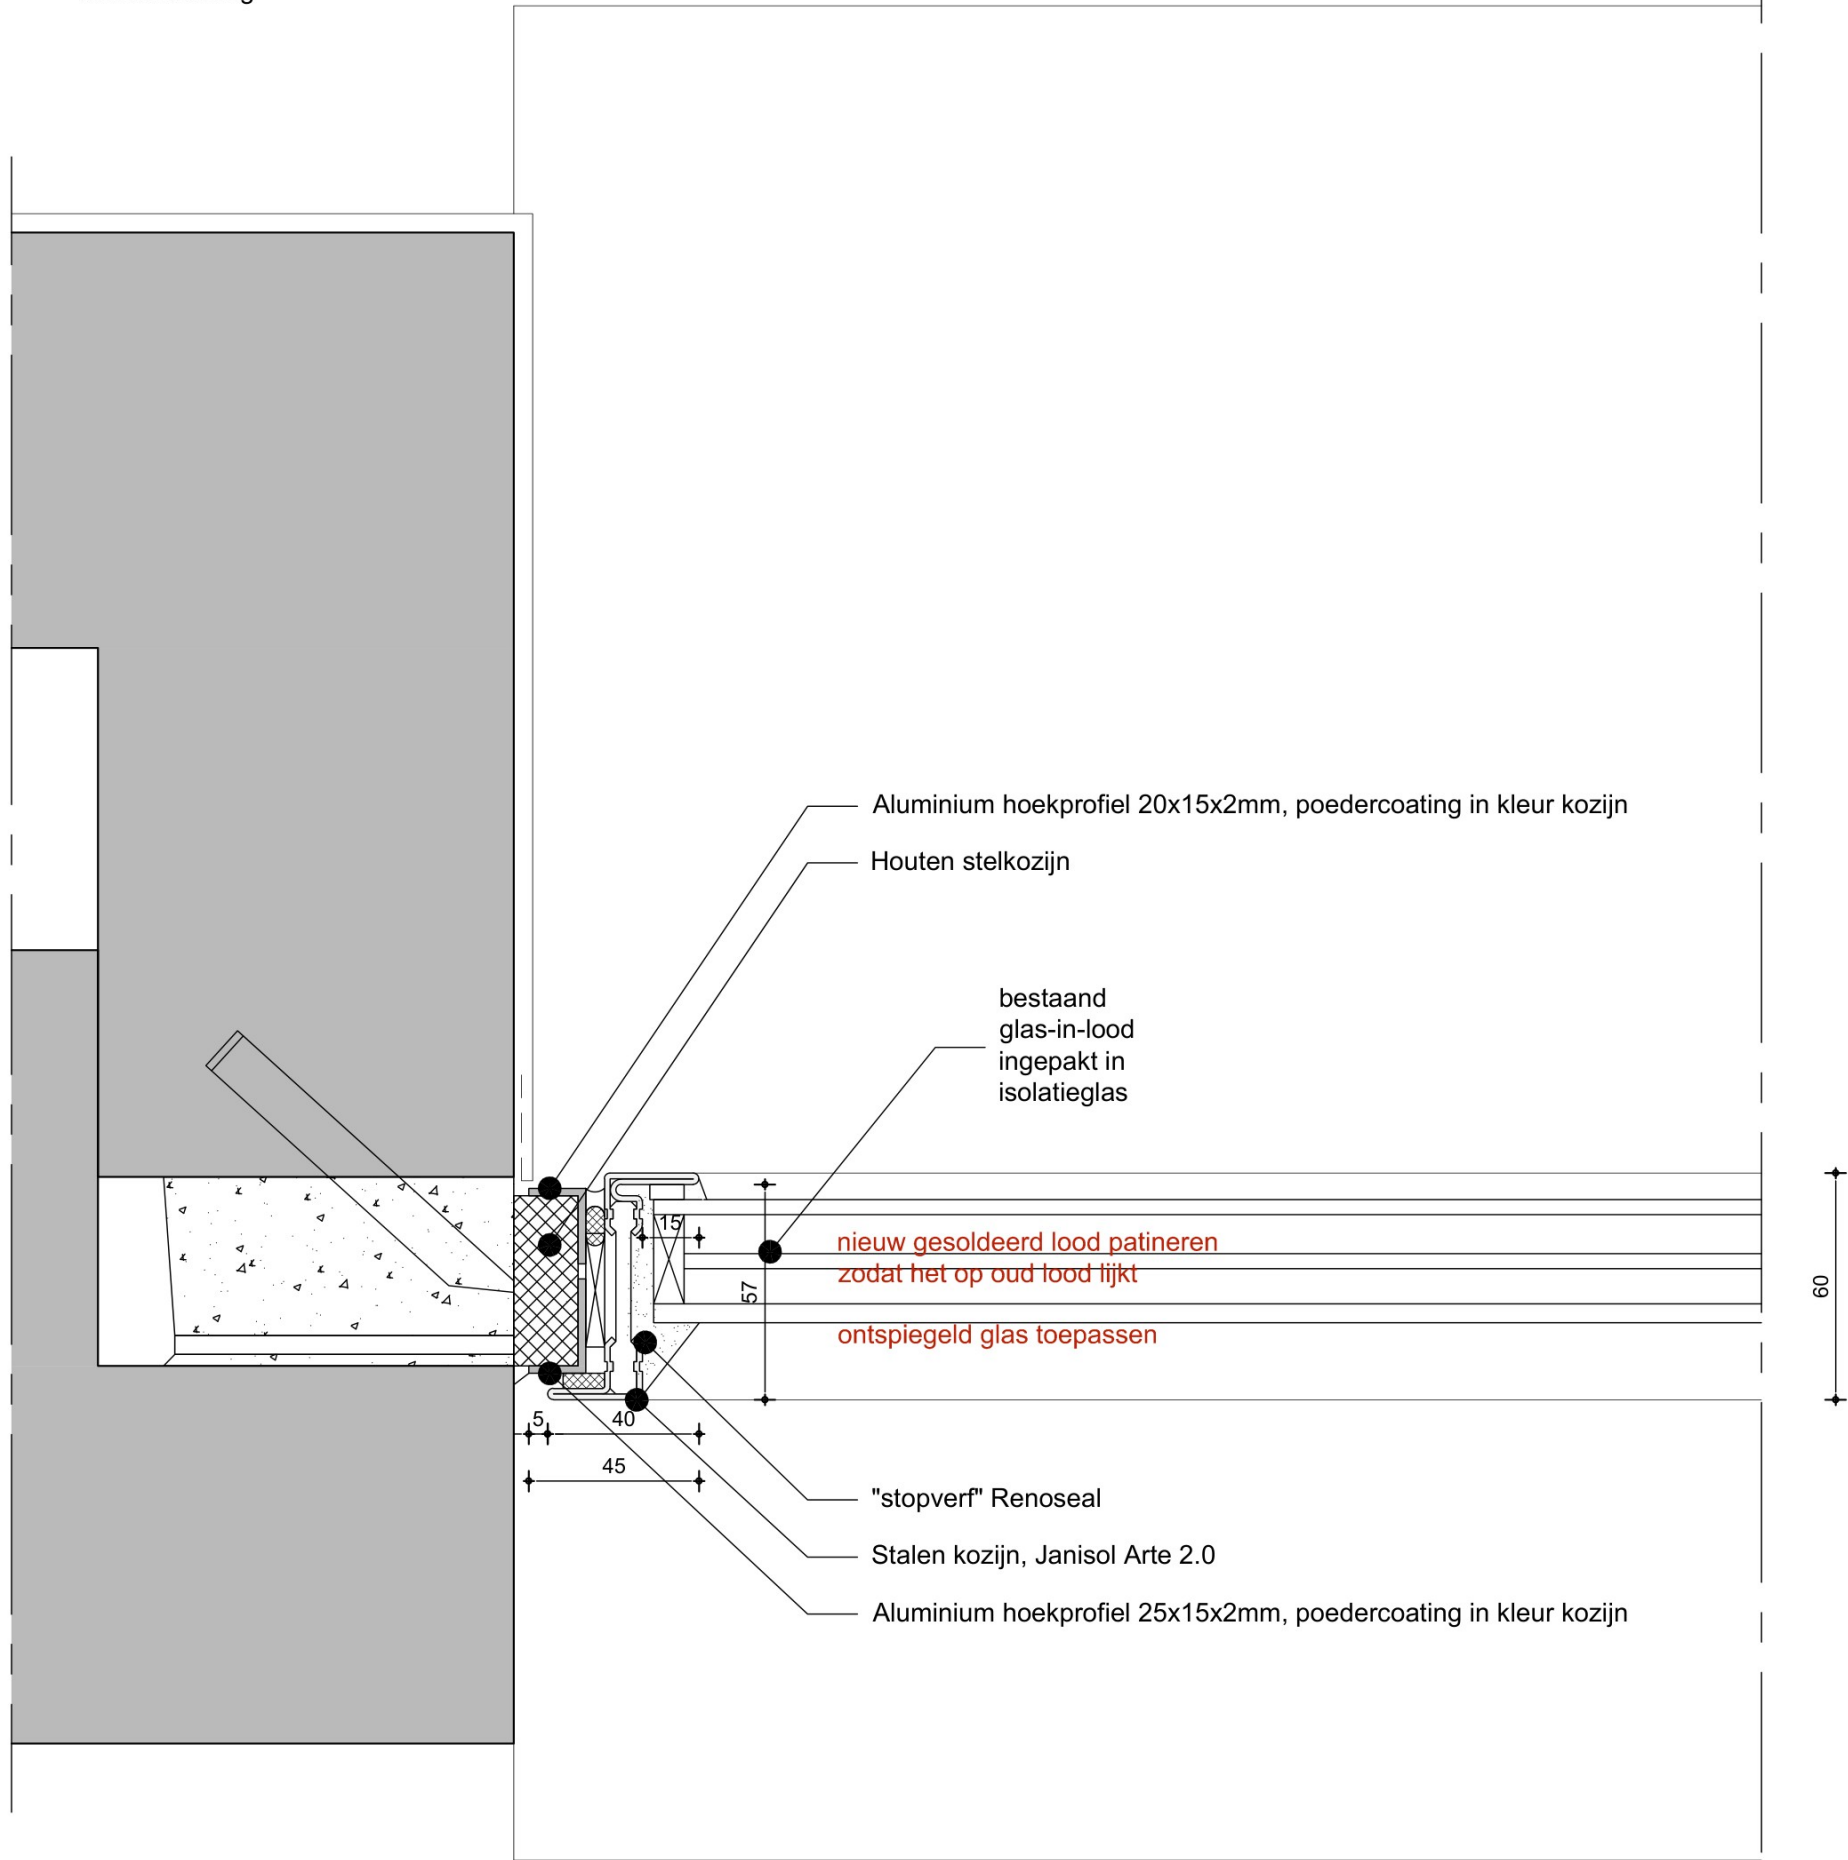 Aluminium hoekprofiel 20x15x2mm, poedercoating in kleur kozijn
Houten stelkozijn
bestaand
glas-in-lood
ingepakt in
isolatieglas
15
nieuw gesoldeerd lood patineren
zodat het op oud lood lijkt
57
60
ontspiegeld glas toepassen
5
40
45
"stopverf" Renoseal
Stalen kozijn, Janisol Arte 2.0
Aluminium hoekprofiel 25x15x2mm, poedercoating in kleur kozijn